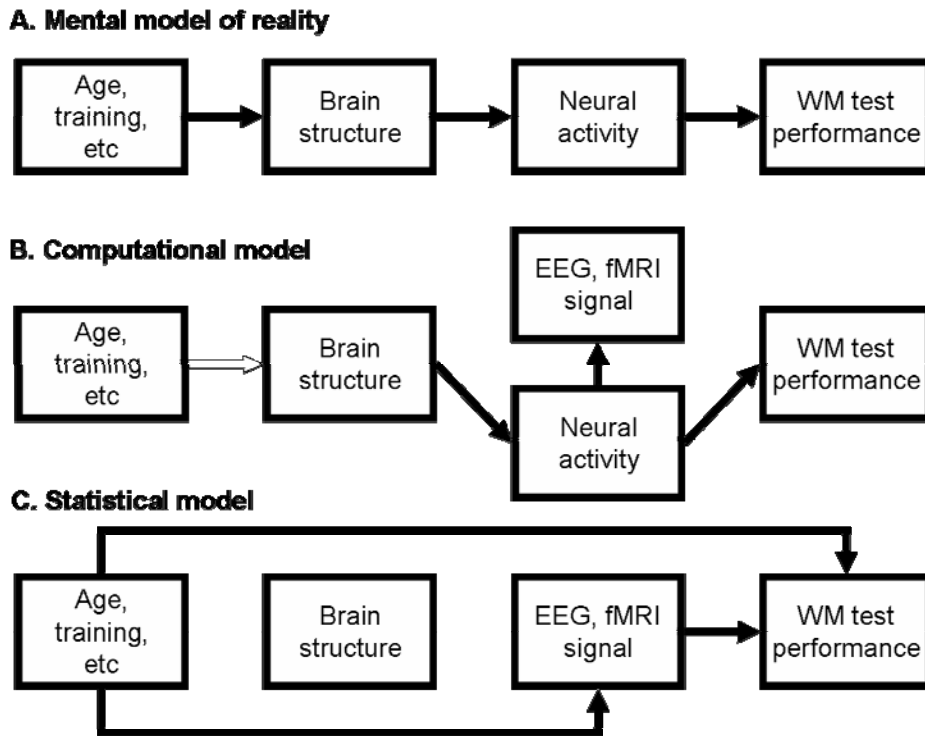 A. Mental model of reality
Age,
training,
etc
Brain
structure
Neural
activity
WM test
performance
B. Computational model
EEG, fMRI
signal
Age,
training,
etc
Brain
structure
Neural
activity
WM test
performance
C. Statistical model
Age,
training,
etc
Brain
structure
EEG, fMRI
signal
WM test
performance